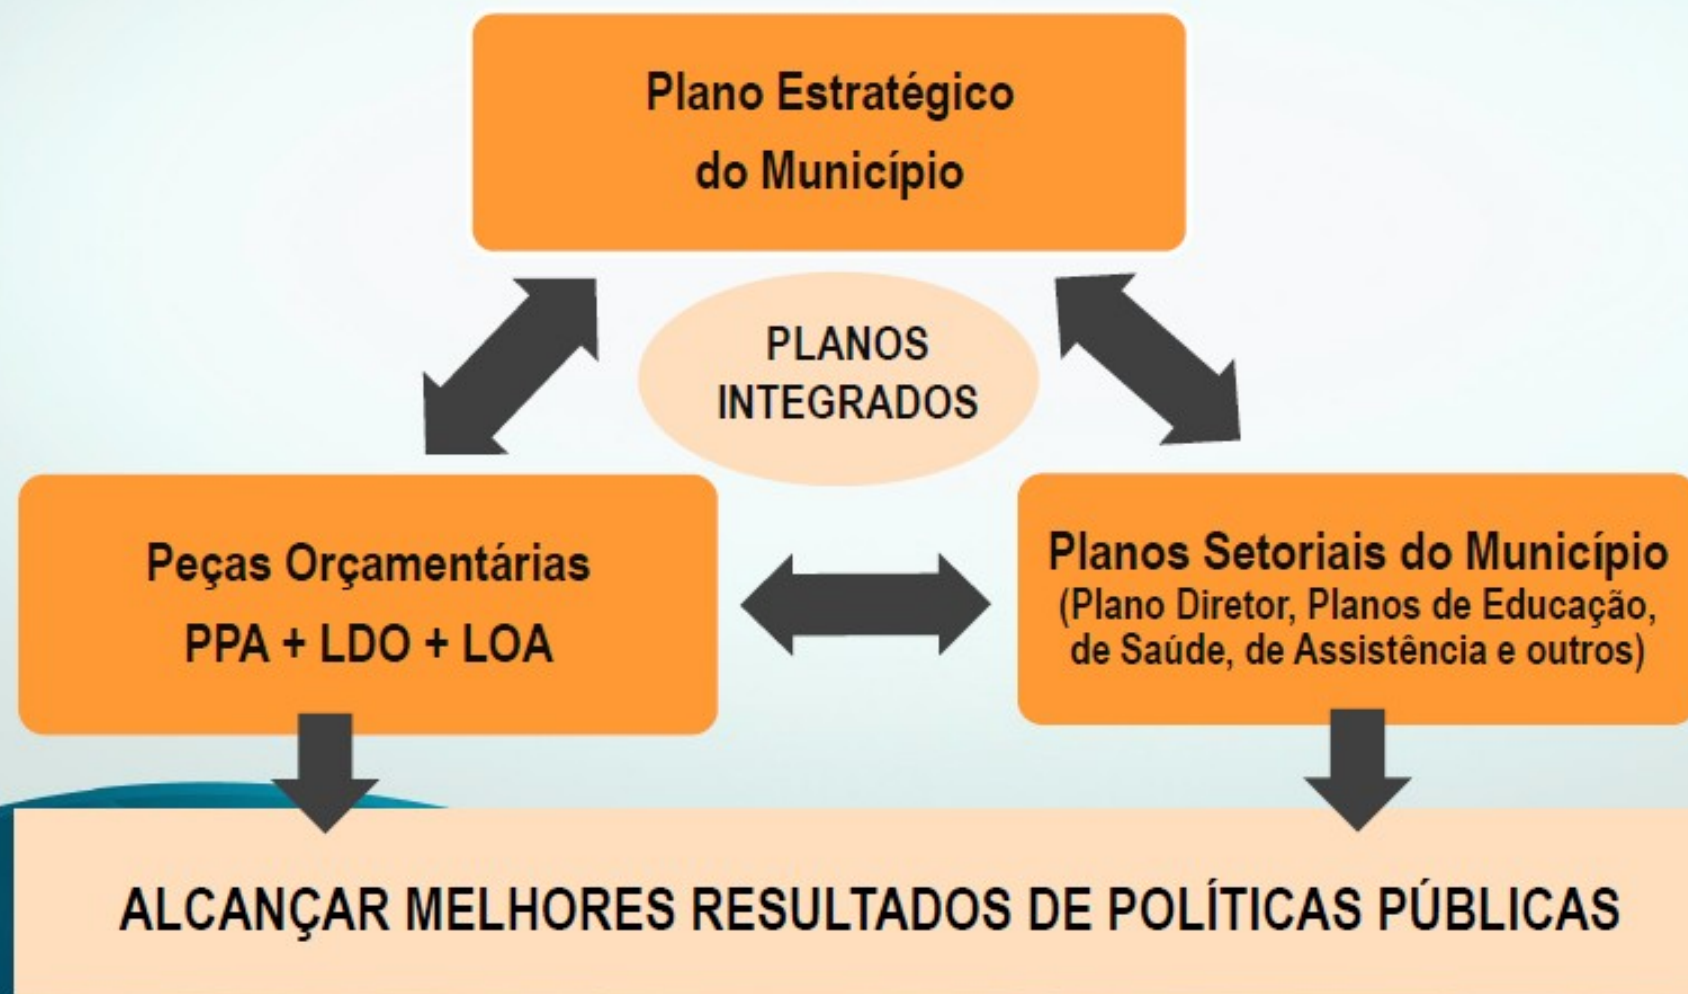 Plano Estratégico
do Município
PLANOS
INTEGRADOS
Peças Orçamentárias
PPA + LDO + LOA
Planos Setoriais do Município
(Plano Diretor, Planos de Educação,
de Saúde, de Assistência e outros)
ALCANÇAR MELHORES RESULTADOS DE POLÍTICAS PÚBLICAS